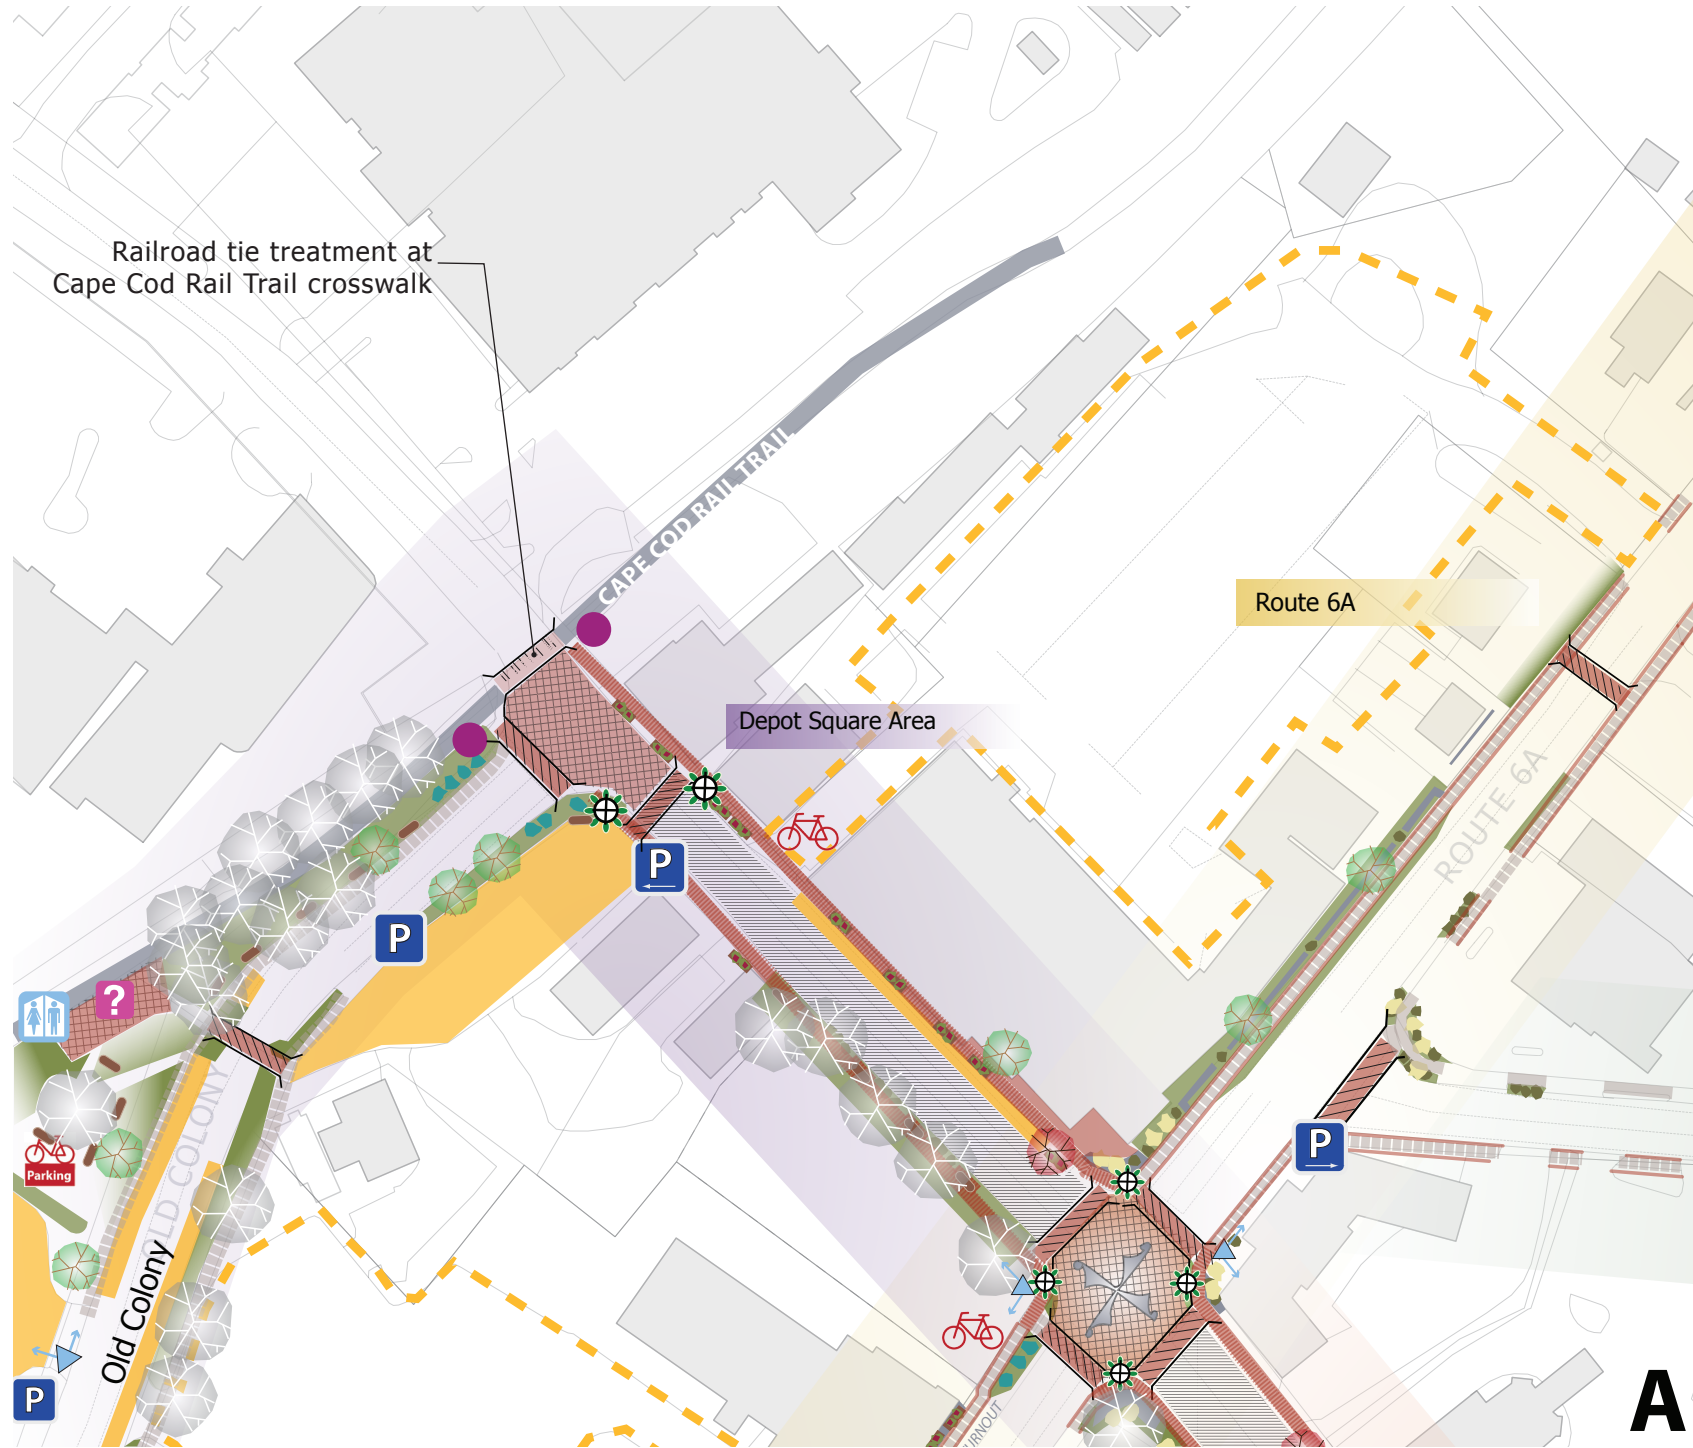 Railroad tie treatment at
Cape Cod Rail Trail crosswalk
CAPE COD RAIL TRAIL
Route 6A
Depot Square Area
ROUTE 6A
P
P
?
P
Parking
OLD COLONY
Old Colony
P
URNOUT
A